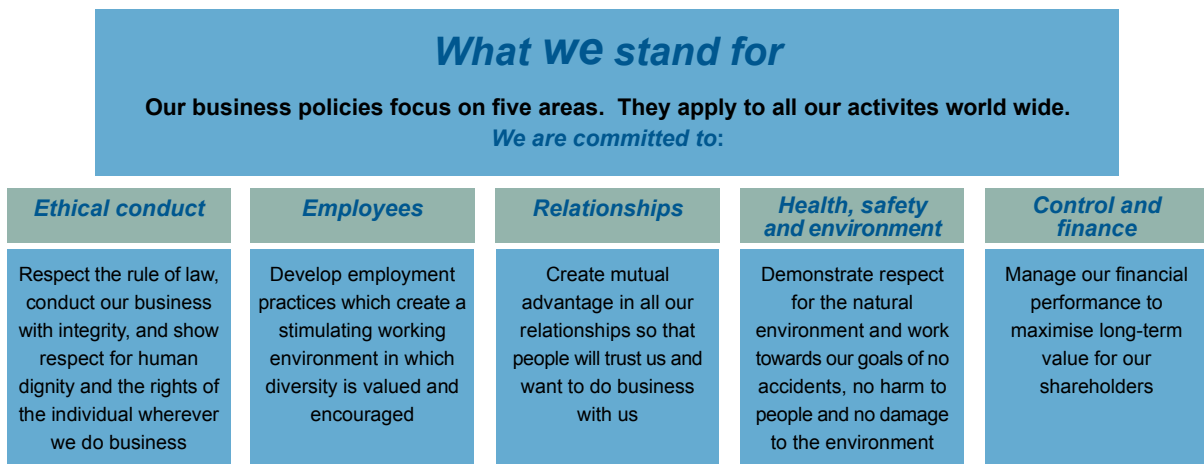 What we stand for
Our business policies focus on five areas.  They apply to all our activites world wide.
We are committed to:
Ethical conduct
Respect the rule of law,
conduct our business
with integrity, and show
respect for human
dignity and the rights of
the individual wherever
we do business
Employees
Develop employment
practices which create a
stimulating working
environment in which
diversity is valued and
encouraged
Relationships
Create mutual
advantage in all our
relationships so that
people will trust us and
want to do business
with us
Health, safety
and environment
Demonstrate respect
for the natural
environment and work
towards our goals of no
accidents, no harm to
people and no damage
to the environment
Control and
finance
Manage our financial
performance to
maximise long-term
value for our
shareholders